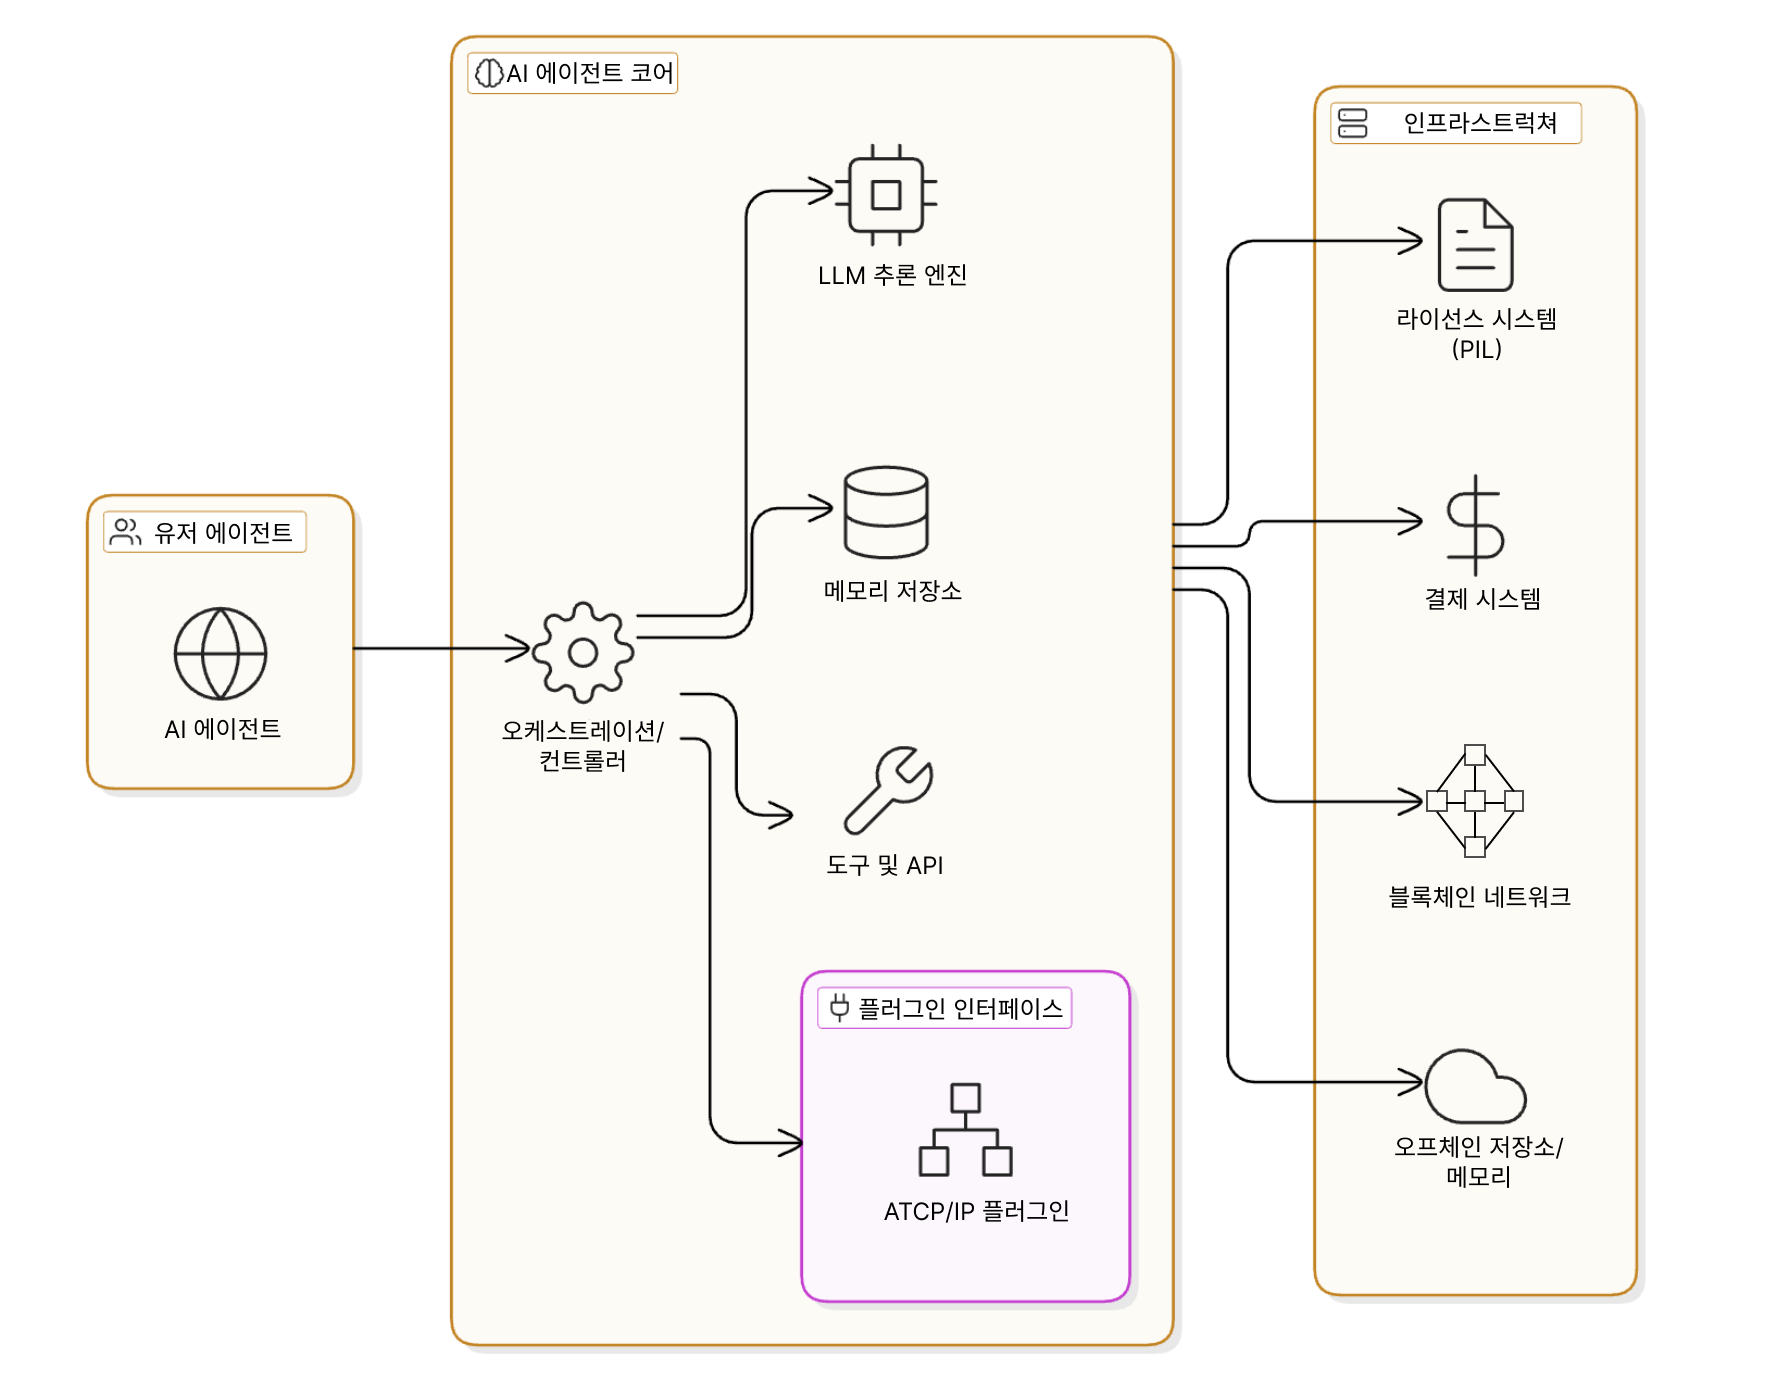 유저 에이전트
AI 에이전트
AI 에이전트 코어
LLM 추론 엔진
메모리 저장소
오케스트레이션/
컨트롤러
도구 및 API
플러그인 인터페이스
ATCP/IP 플러그인
인프라스트럭쳐
라이선스 시스템
(PIL)
결제 시스템
블록체인 네트워크
오프체인 저장소/
메모리